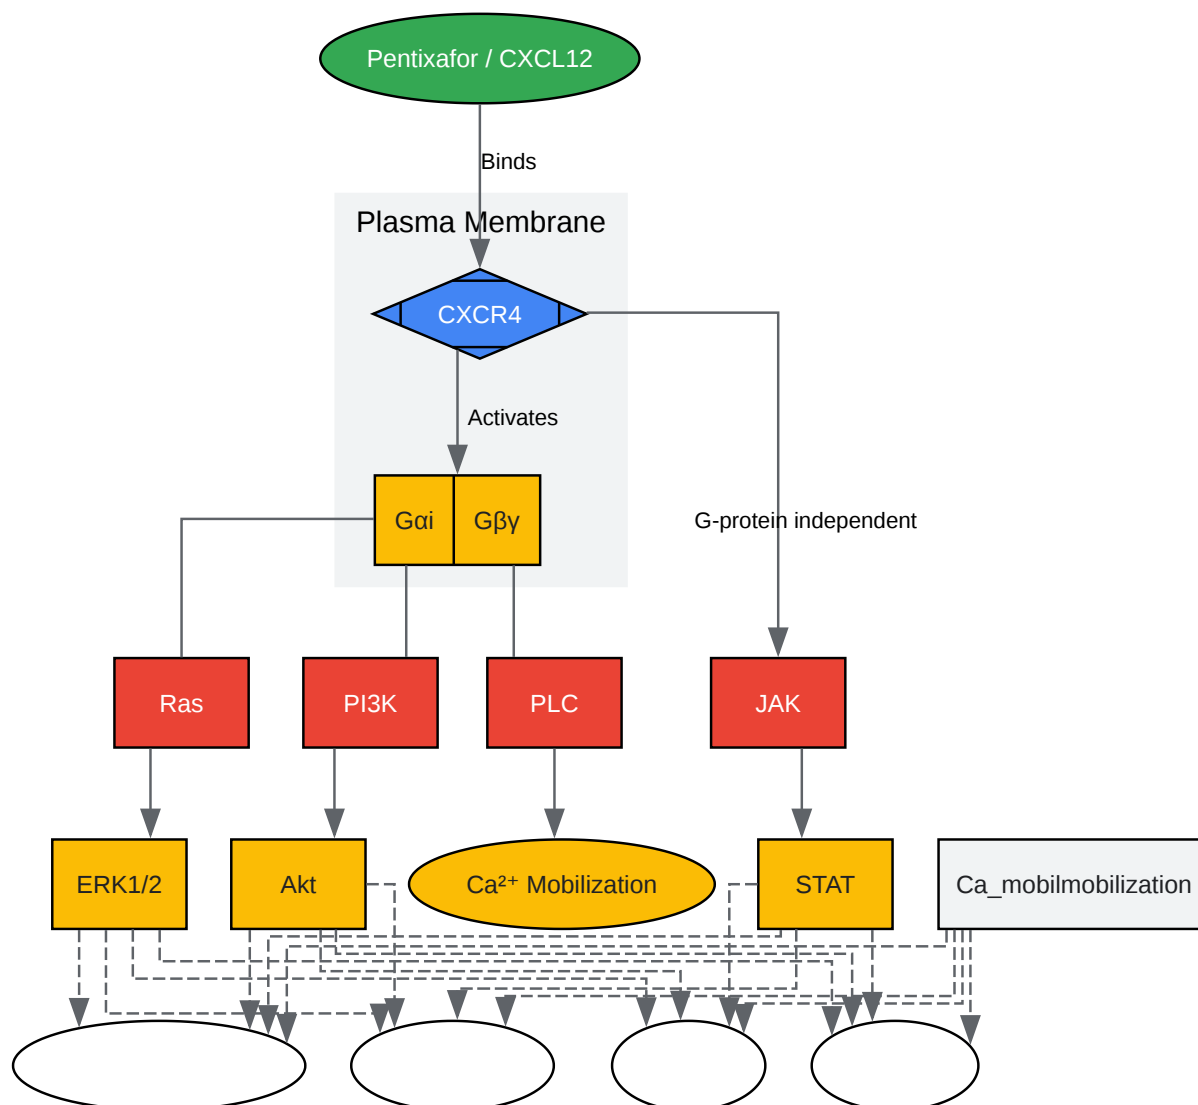 Pentixafor / CXCL12
Binds
Plasma Membrane
CXCR4
Activates
Gαi
Gβγ
G-protein independent
Ras
PI3K
PLC
JAK
ERK1/2
Akt
Ca²⁺ Mobilization
STAT
Ca_mobilmobilization